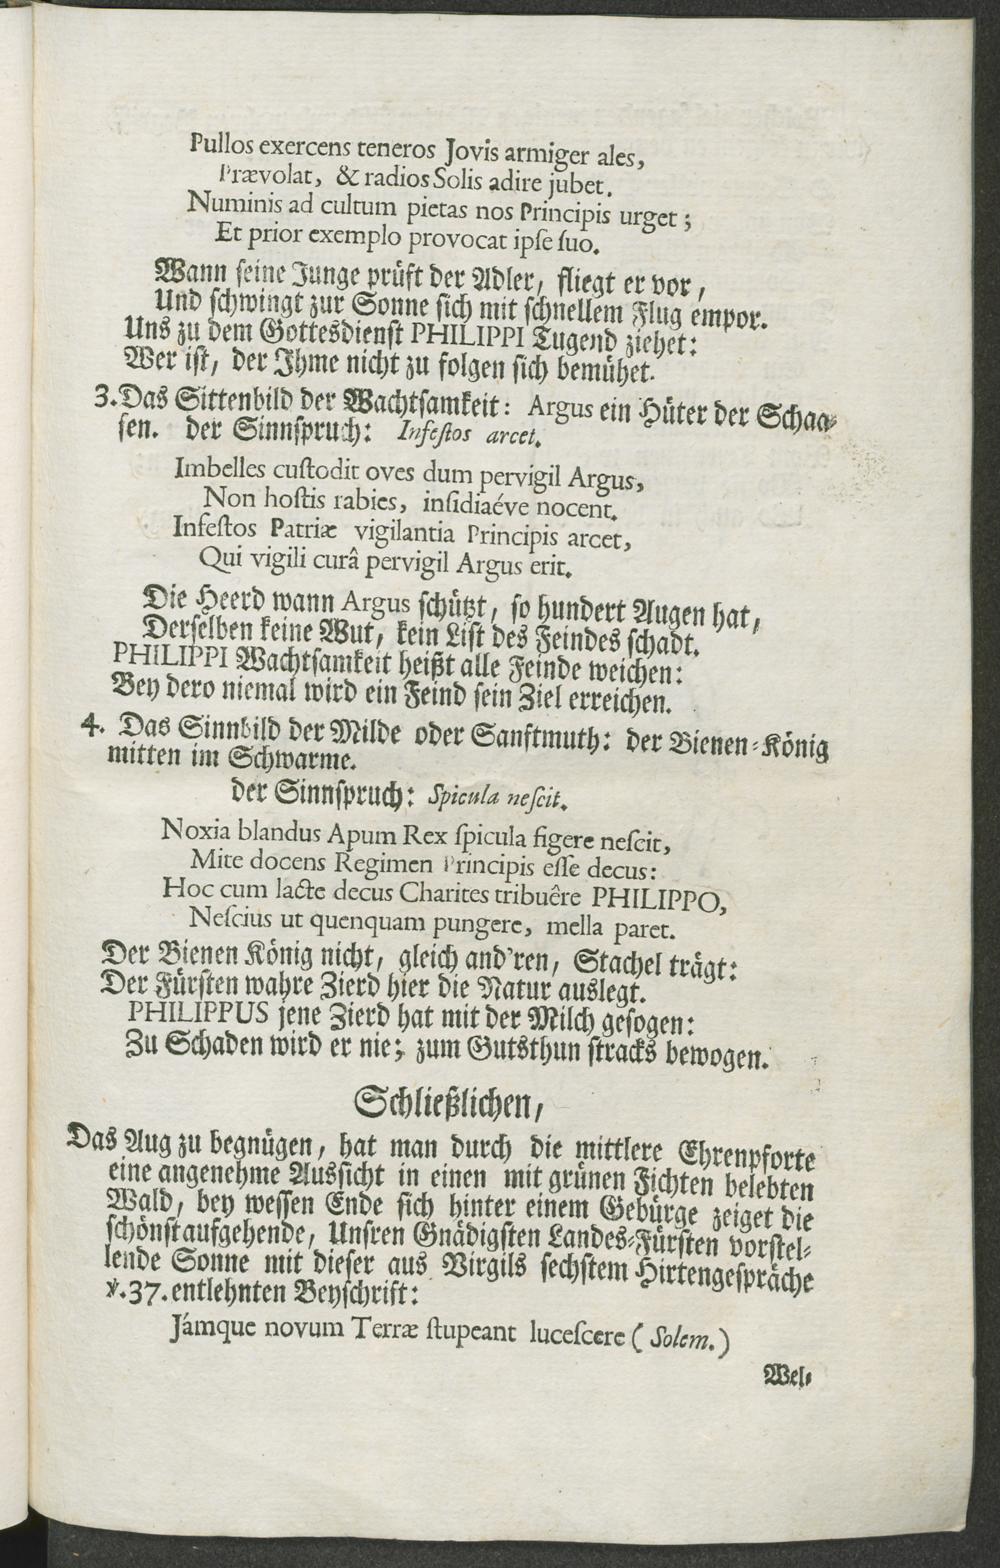 Pullos exercens teneros Jovis armiger ales,
Prævolat, & radios Solis adire jubet.
Numinis ad cultum pietas nos Principis urget;
Et prior exemplo provocat ipſe ſuo.
Wann ſeine Junge prüft der Adler, fliegt er vor,
Und ſchwingt zur Sonne ſich mit ſchnellem Flug empor.
Uns zu dem Gottesdienſt PHILIPPI Tugend ziehet:
Wer iſt, der Ihme nicht zu folgen ſich bemühet.
3. Das Sittenbild der Wachtſamkeit: Argus ein Hüter der Schaa-
fen. der Sinnſpruch: Infeſtos arcet.
Imbelles cuſtodit oves dum pervigil Argus,
Non hoſtis rabies, inſidiaéve nocent.
Infeſtos Patriæ vigilantia Principis arcet,
Qui vigili curâ pervigil Argus erit.
Die Heerd wann Argus ſchützt, ſo hundert Augen hat,
Derſelben keine Wut, kein Liſt des Feindes ſchadt.
PHILIPPI Wachtſamkeit heißt alle Feinde weichen:
Bey dero niemal wird ein Feind ſein Ziel erreichen.
4. Das Sinnbild der Milde oder Sanftmuth: der Bienen-König
mitten im Schwarme.
der Sinnſpruch: Spicula neſcit.
Noxia blandus Apum Rex ſpicula figere neſcit,
Mite docens Regimen Principis eſſe decus:
Hoc cum lacte decus Charites tribuêre PHILIPPO,
Neſcius ut quenquam pungere, mella paret.
Der Bienen König nicht, gleich and'ren, Stachel trägt:
Der Fürſten wahre Zierd hier die Natur auslegt.
PHILIPPUS jene Zierd hat mit der Milch geſogen:
Zu Schaden wird er nie; zum Gutsthun ſtracks bewogen.
Schließlichen,
Das Aug zu begnügen, hat man durch die mittlere Ehrenpforte
eine angenehme Ausſicht in einen mit grünen Fichten belebten
Wald, bey weſſen Ende ſich hinter einem Gebürge zeiget die
ſchönſtaufgehende, Unſren Gnädigſten Landes-Fürſten vorſtel-
lende Sonne mit dieſer aus Virgils ſechſtem Hirtengeſpräche
℣. 37. entlehnten Beyſchrift:
Jámque novum Terræ ſtupeant luceſcere (Solem.)
Wel-